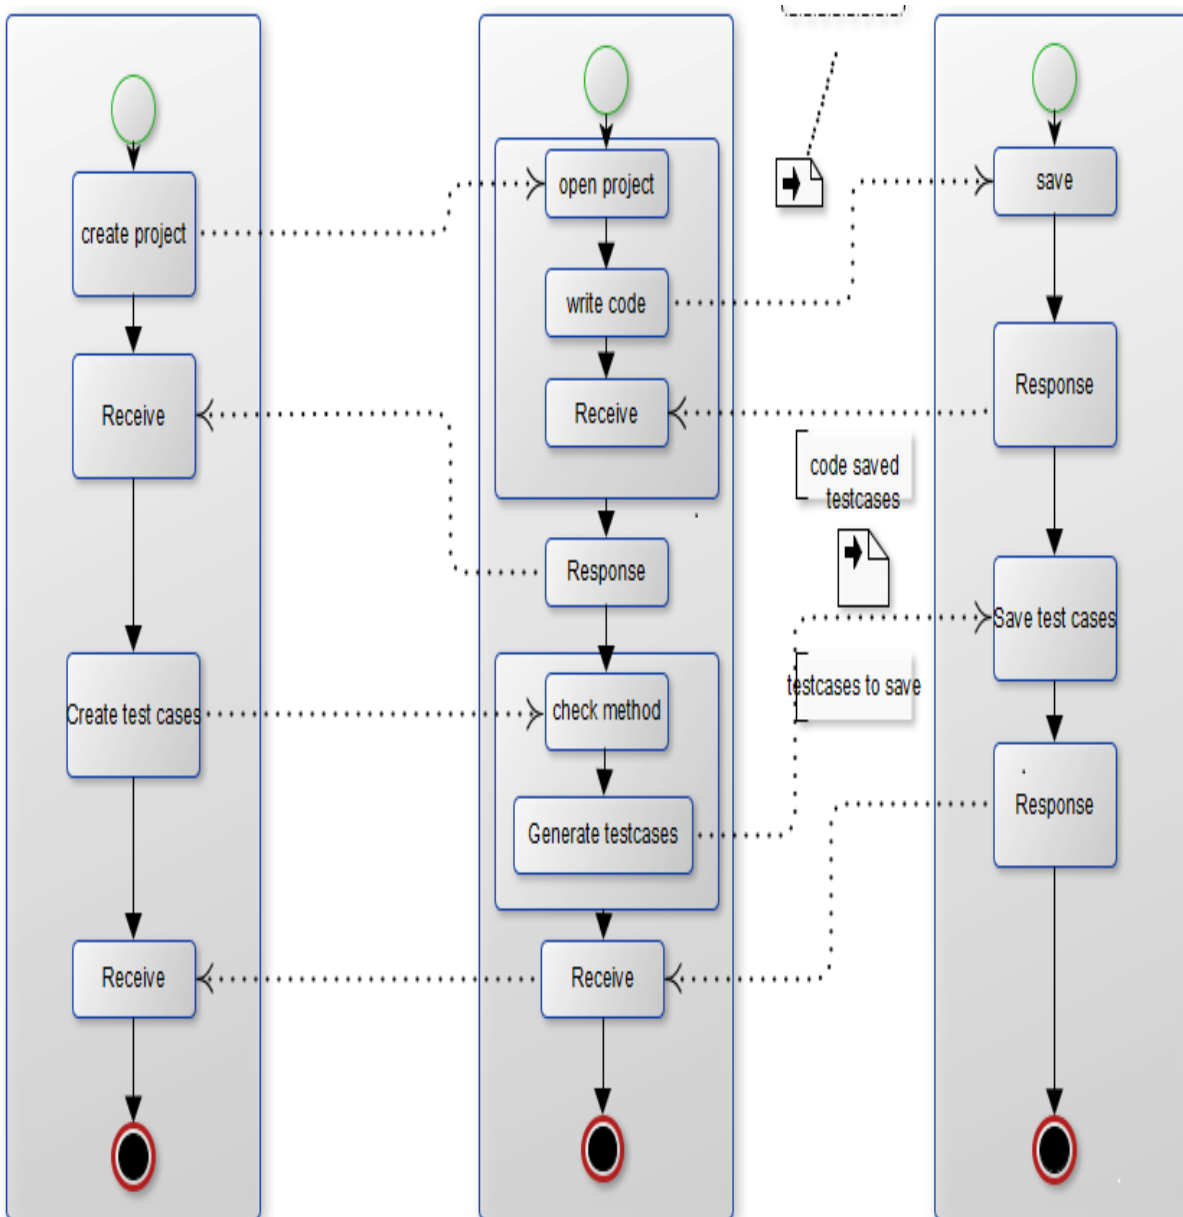 create project
Receive
Create test cases
Receive
open project
write code
Receive
Response
check method
Generate testcases
Receive
code saved
testcases
testcases to save
save
Response
Save test cases
Response